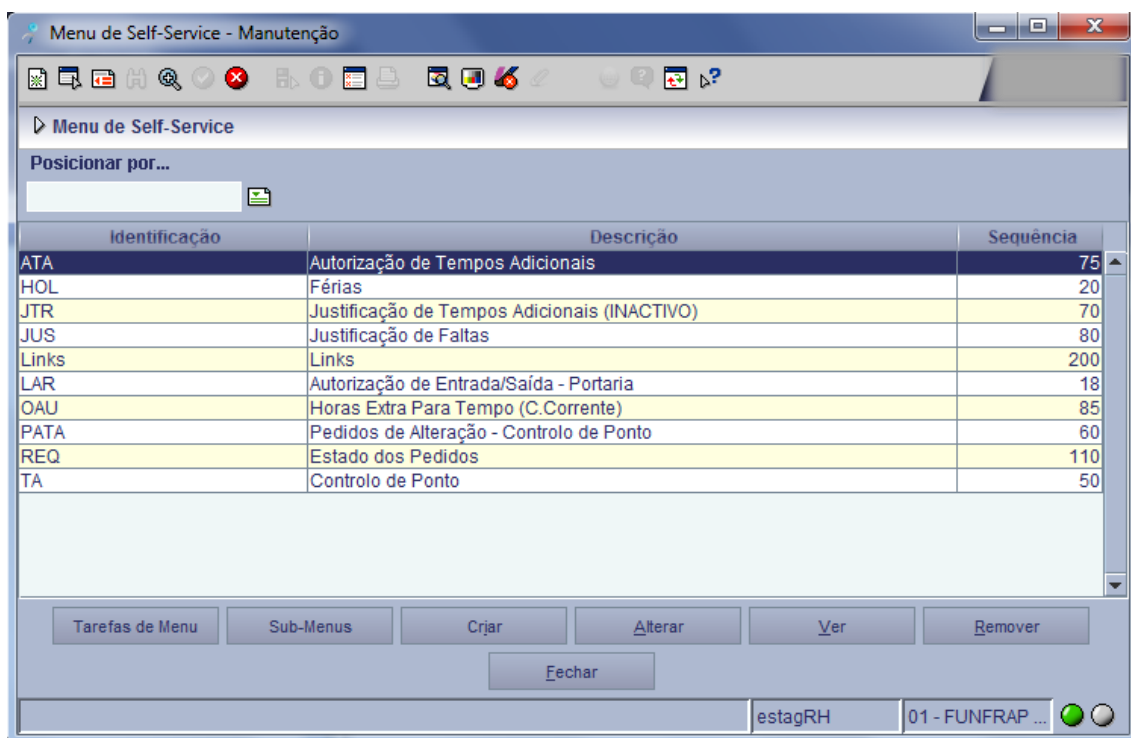 Menu de Self-Service - Manutenção
Menu de Self-Service
Posicionar por...
Identificação Descrição Sequência
ATA Autorização de Tempos Adicionais 75
HOL Férias 20
JTR Justificação de Tempos Adicionais (INACTIVO) 70
JUS Justificação de Faltas 80
Links Links 200
LAR Autorização de Entrada/Saída - Portaria 18
OAU Horas Extra Para Tempo (C.Corrente) 85
PATA Pedidos de Alteração - Controlo de Ponto 60
REQ Estado dos Pedidos 110
TA Controlo de Ponto 50
Tarefas de Menu Sub-Menus Criar Alterar Ver Remover
Fechar
estagRH 01 - FUNFRAP ...